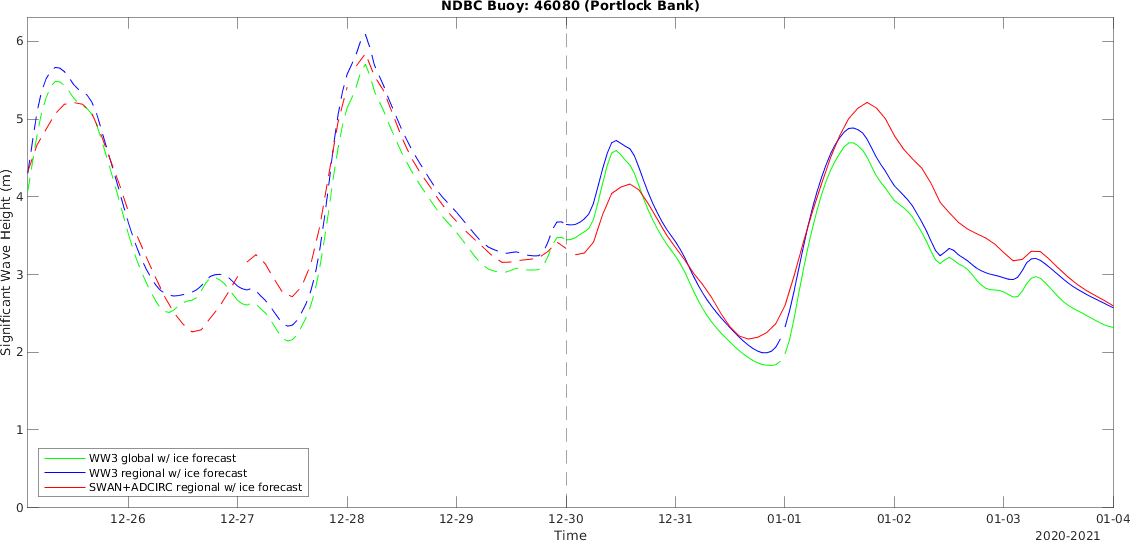 NDBC Buoy: 46080 (Portlock Bank)
Significant Wave Height (m)
6
5
4
3
2
1
0
WW3 global w/ ice forecast
WW3 regional w/ ice forecast
SWAN+ADCIRC regional w/ ice forecast
12-26 12-27 12-28 12-29 12-30 12-31 01-01 01-02 01-03 01-04
Time
2020-2021